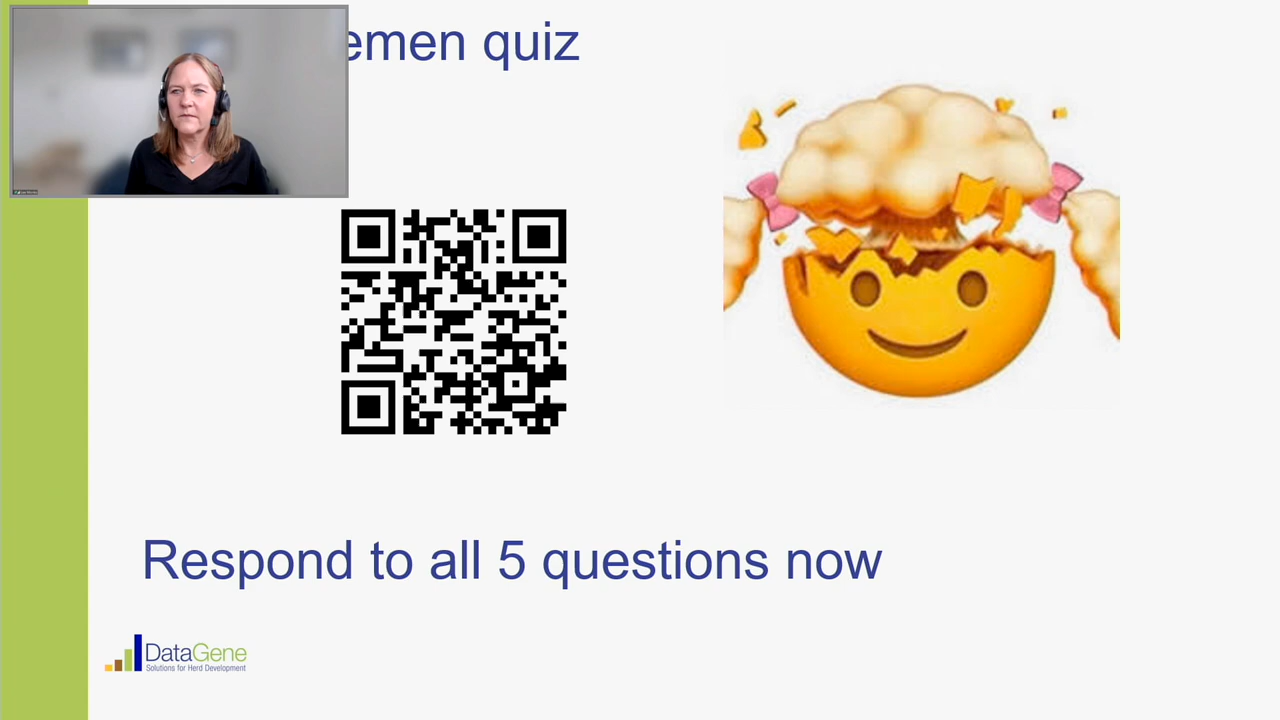 emen quiz
Respond to all 5 questions now
DataGene
Solutions for Herd Development